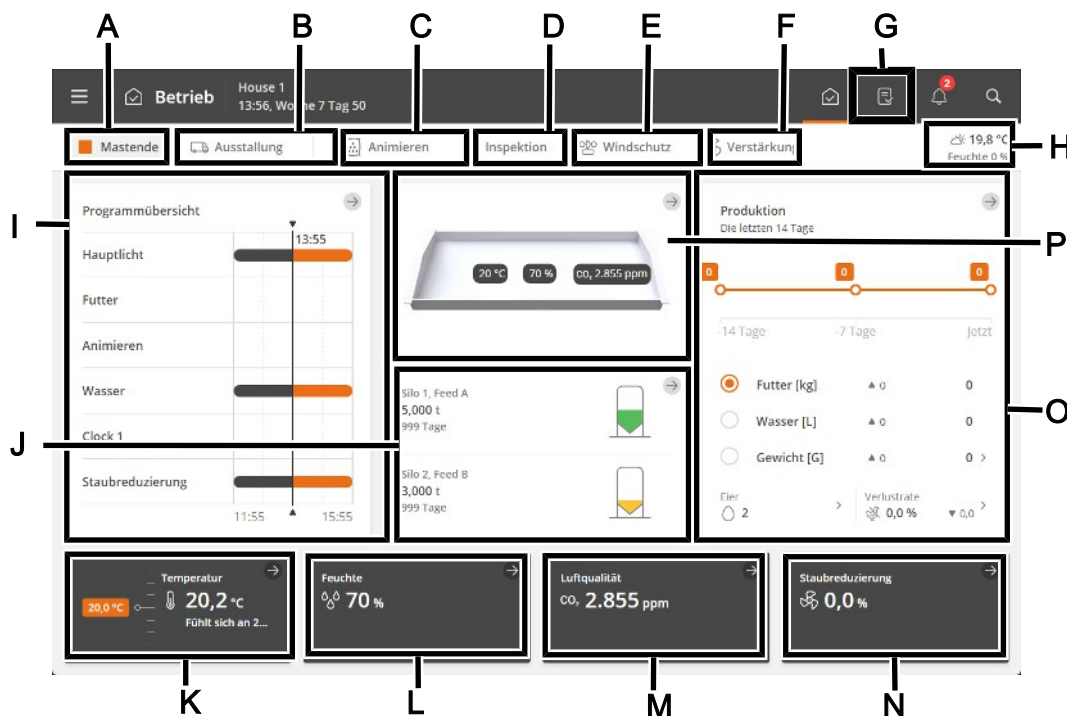 A B C D E F G
Betrieb
House 1
13:56, Woche 7 Tag 50
2
Mastende
Ausstallung
Animieren
Inspektion
Windschutz
Verstärkung
19,8 °C
Feuchte 0 %
H
I
Programmübersicht
13:55
Hauptlicht
Futter
Animieren
Wasser
Clock 1
Staubreduzierung
11:55 15:55
20 °C 70 % CO₂ 2.855 ppm
P
J
Silo 1, Feed A
5,000 t
999 Tage
Silo 2, Feed B
3,000 t
999 Tage
Produktion
Die letzten 14 Tage
0 0 0
-14 Tage -7 Tage Jetzt
Futter [kg] ▲ 0 0
Wasser [L] ▲ 0 0
Gewicht [G] ▲ 0 0 >
Eier
2 >
Verlustrate
0,0 % ▼ 0,0 >
O
Temperatur
20,0 °C
20,2 °C
Fühlt sich an 2...
Feuchte
70 %
Luftqualität
CO₂ 2.855 ppm
Staubreduzierung
0,0 %
K L M N